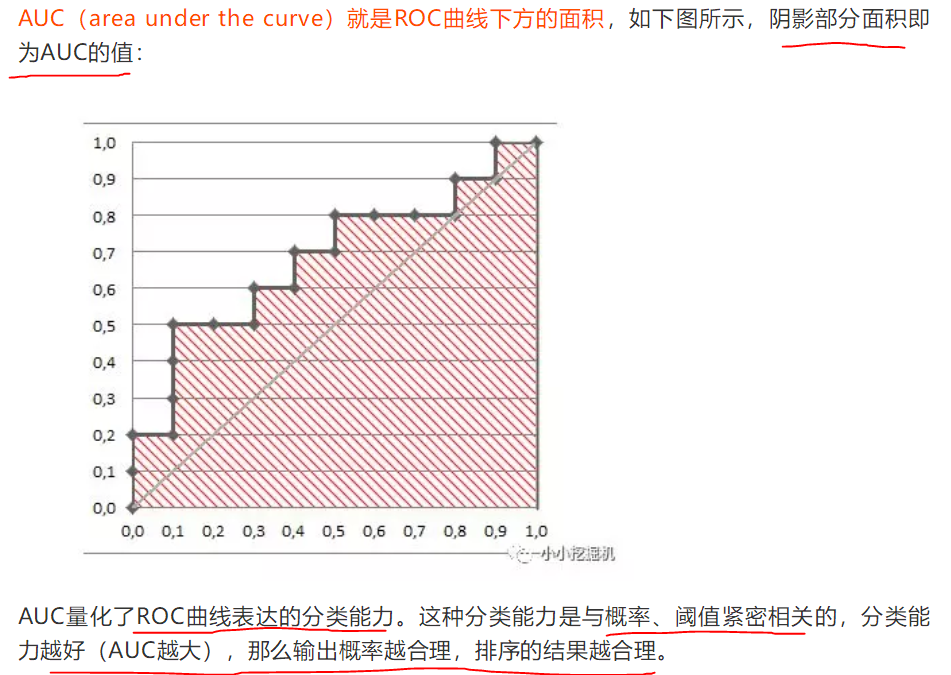 AUC（area under the curve）就是ROC曲线下方的面积，如下图所示，阴影部分面积即
为AUC的值：
1,0
0,9
0,8
0,7
0,6
0,5
0,4
0,3
0,2
0,1
0,0
0,0 0,1 0,2 0,3 0,4 0,5 0,6 0,7 0,8 0,9 1,0
小小挖掘机
AUC量化了ROC曲线表达的分类能力。这种分类能力是与概率、阈值紧密相关的，分类能
力越好（AUC越大），那么输出概率越合理，排序的结果越合理。